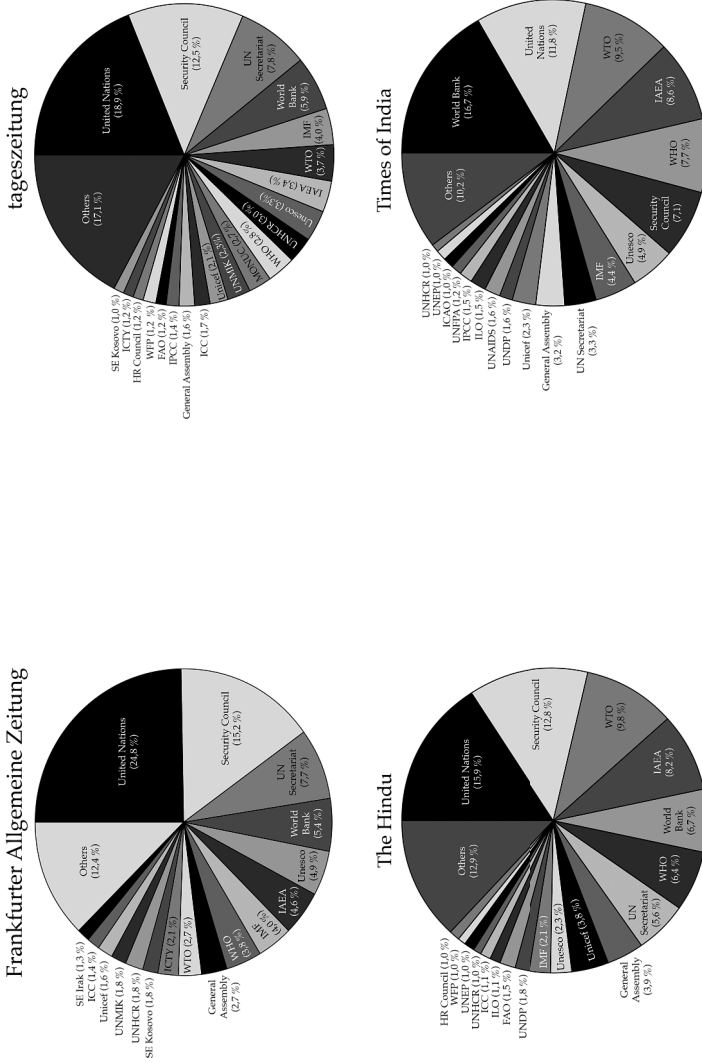 Frankfurter Allgemeine Zeitung
United Nations
(24,8 %)
Security Council
(15,2 %)
UN
Secretariat
(7,7 %)
World
Bank
(5,4 %)
Unesco
(4,9 %)
IAEA
(4,6 %)
IMF
(4,0 %)
WHO
(3,8 %)
General
Assembly
(2,7 %)
WTO (2,7 %)
ICTY (2,1 %)
SE Kosovo (1,8 %)
UNHCR (1,8 %)
UNMIK (1,8 %)
Unicef (1,6 %)
ICC (1,4 %)
SE Irak (1,3 %)
Others
(12,4 %)
tageszeitung
United Nations
(18,9 %)
Security Council
(12,5 %)
UN
Secretariat
(7,8 %)
World
Bank
(5,9 %)
IMF
(4,0 %)
WTO
(3,7 %)
IAEA (3,4 %)
Unesco (3,3%)
UNHCR (3,0 %)
WHO (2,8%)
MONUC (2,7 %)
UNMIK (2,3%)
Unicef (2,1 %)
ICC (1,7 %)
General Assembly (1,6 %)
IPCC (1,4 %)
FAO (1,2 %)
WFP (1,2 %)
HR Council (1,2 %)
ICTY (1,2 %)
SE Kosovo (1,0 %)
Others
(17,1 %)
The Hindu
United Nations
(15,9 %)
Security Council
(12,8 %)
WTO
(9,8 %)
IAEA
(8,2 %)
World
Bank
(6,7 %)
WHO
(6,4 %)
UN
Secretariat
(5,6 %)
General
Assembly
(3,9 %)
Unicef (3,8 %)
Unesco (2,3 %)
IMF (2,1 %)
UNDP (1,8 %)
FAO (1,5 %)
ILO (1,1 %)
ICC (1,1 %)
UNHCR (1,0 %)
UNEP (1,0 %)
WFP (1,0 %)
HR Council (1,0 %)
Others
(12,9 %)
Times of India
World Bank
(16,7 %)
United
Nations
(11,8 %)
WTO
(9,5 %)
IAEA
(8,6 %)
WHO
(7,7 %)
Security
Council
(7,1)
Unesco
(4,9 %)
IMF
(4,4 %)
UN Secretariat
(3,3 %)
General Assembly
(3,2 %)
Unicef (2,3 %)
UNDP (1,6 %)
UNAIDS (1,6 %)
ILO (1,5 %)
IPCC (1,5 %)
UNFPA (1,2 %)
ICAO (1,0 %)
UNEP(1,0 %)
UNHCR (1,0 %)
Others
(10,2 %)